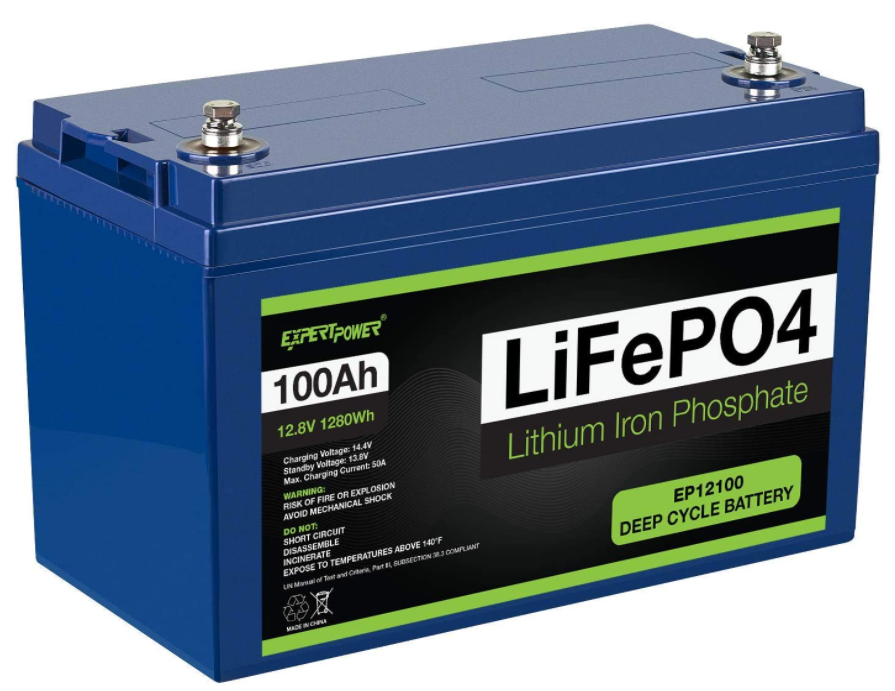 EXPERTPOWER®
100Ah
12.8V 1280Wh
Charging Voltage: 14.4V
Standby Voltage: 13.8V
Max. Charging Current: 50A
WARNING:
RISK OF FIRE OR EXPLOSION
AVOID MECHANICAL SHOCK
DO NOT:
SHORT CIRCUIT
DISASSEMBLE
INCINERATE
EXPOSE TO TEMPERATURES ABOVE 140°F
UN Manual of Test and Criteria, Part III, SUBSECTION 38.3 COMPLIANT
MADE IN CHINA
LiFePO4
Lithium Iron Phosphate
EP12100
DEEP CYCLE BATTERY